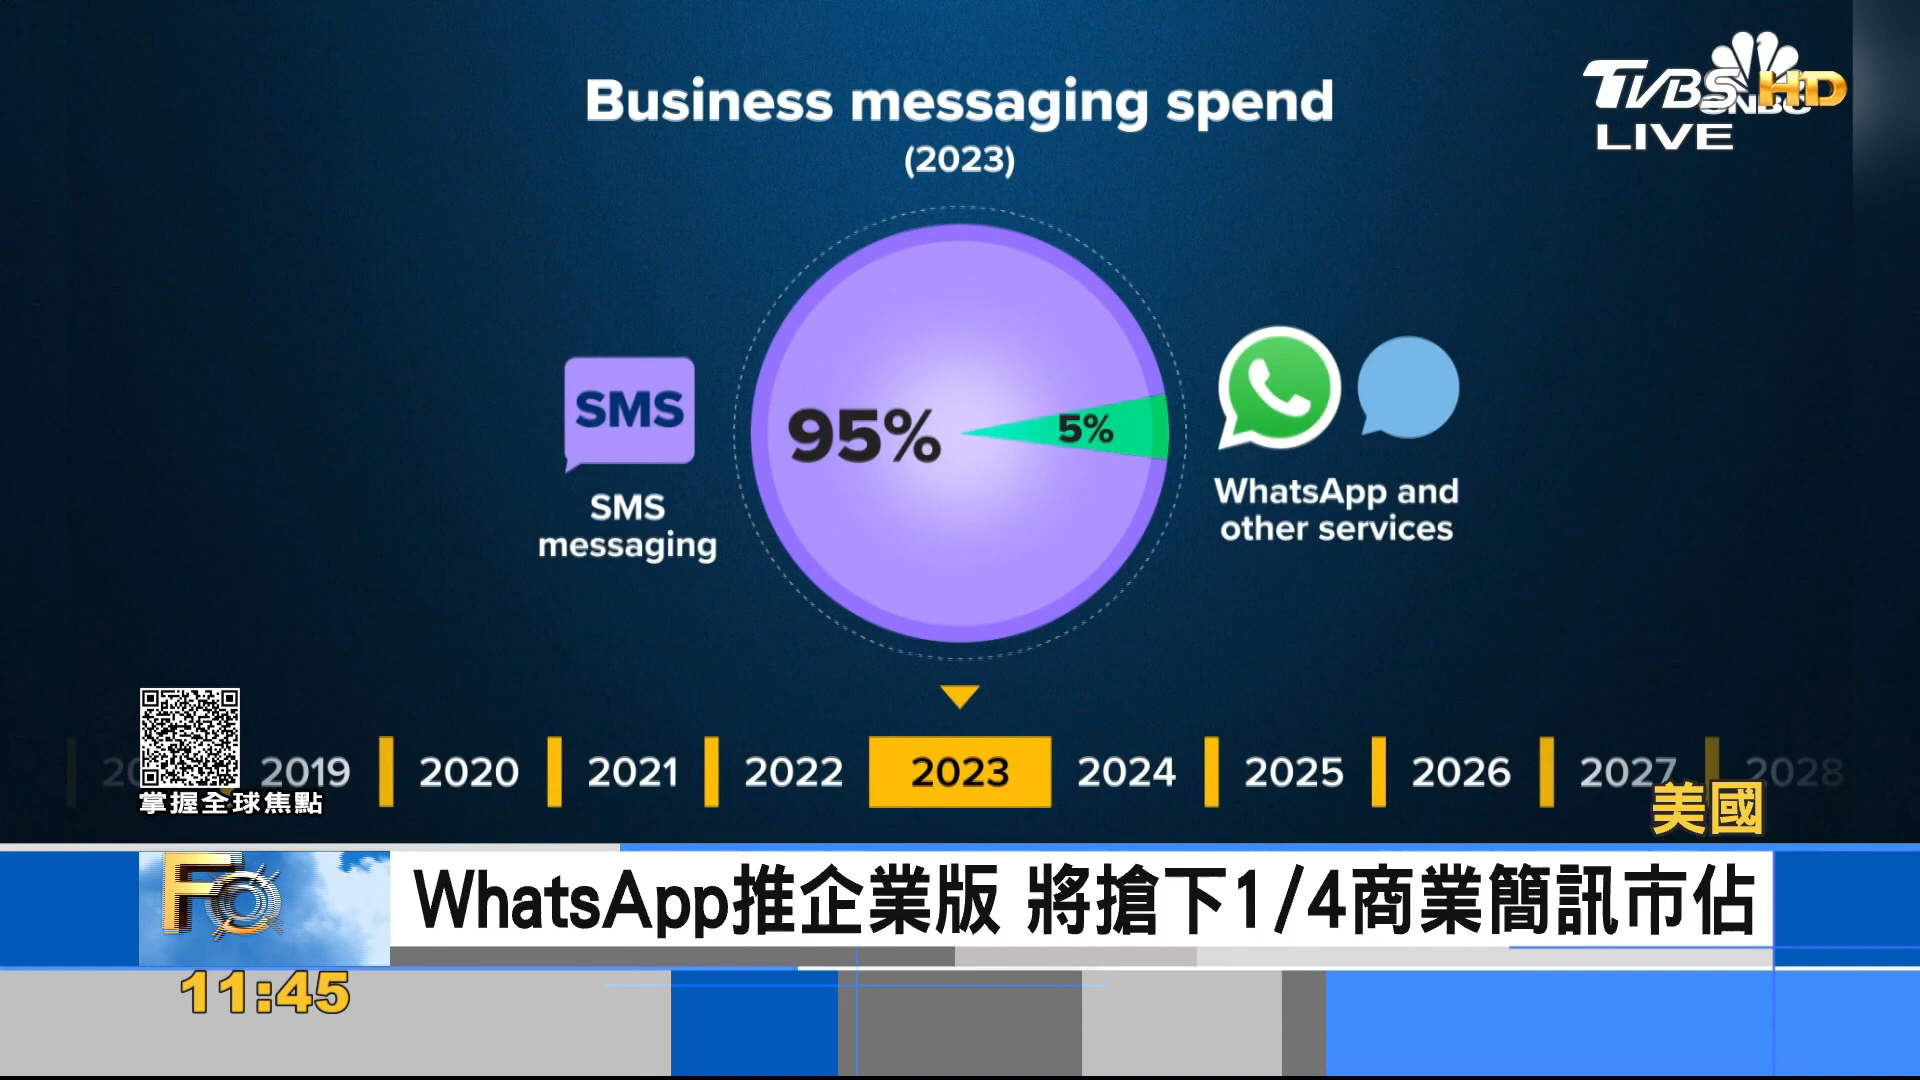 Business messaging spend
(2023)
TVBS HD
LIVE
SMS
95%
5%
SMS
messaging
WhatsApp and
other services
2019
2020
2021
2022
2023
2024
2025
2026
2027
2028
掌握全球焦點
美國
WhatsApp推企業版 將搶下1/4商業簡訊市佔
11:45